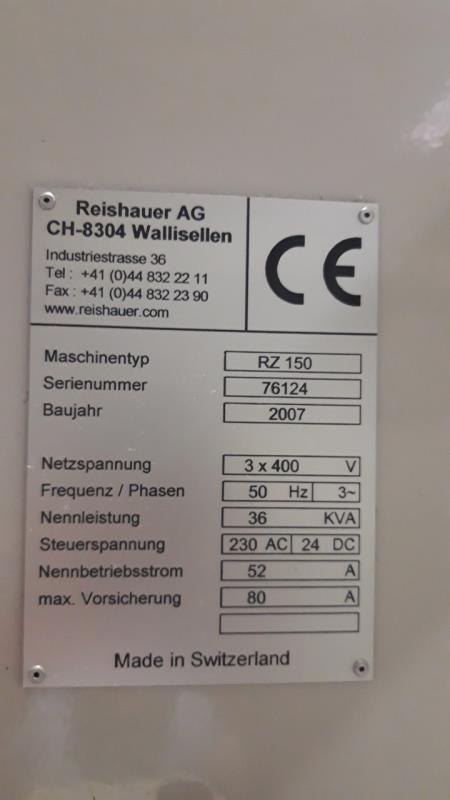 Reishauer AG
CH-8304 Wallisellen
Industriestrasse 36
Tel : +41 (0)44 832 22 11
Fax : +41 (0)44 832 23 90
www.reishauer.com
CE
Maschinentyp RZ 150
Serienummer 76124
Baujahr 2007
Netzspannung 3 x 400 V
Frequenz / Phasen 50 Hz 3~
Nennleistung 36 KVA
Steuerspannung 230 AC 24 DC
Nennbetriebsstrom 52 A
max. Vorsicherung 80 A
Made in Switzerland